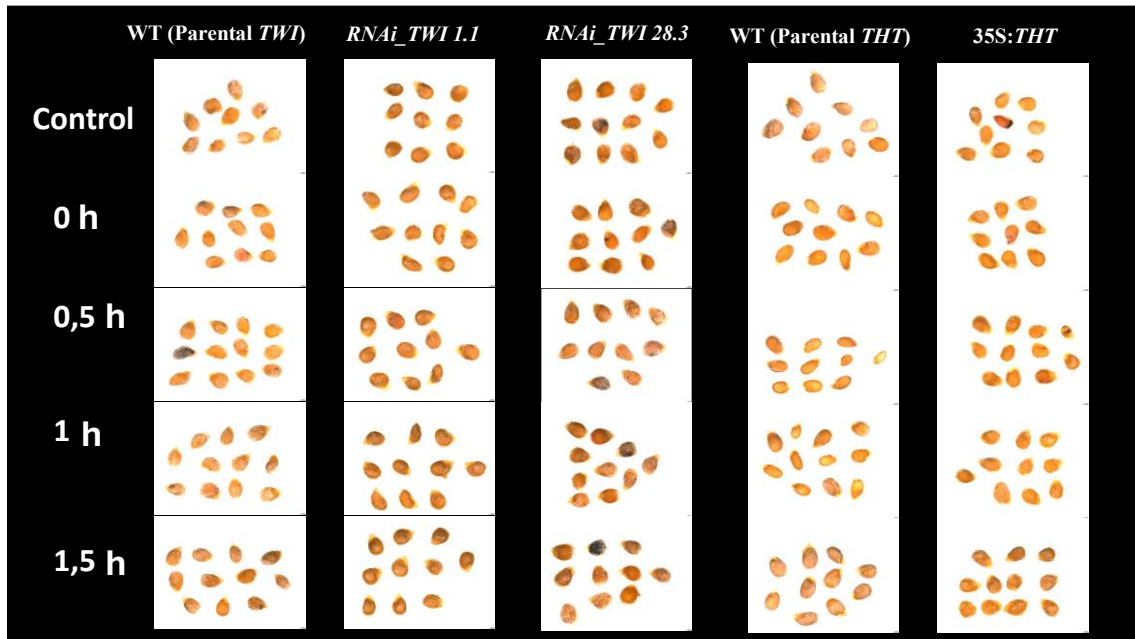 WT (Parental TWI) RNAi_TWI 1.1 RNAi_TWI 28.3 WT (Parental THT) 35S:THT
Control
0 h
0,5 h
1 h
1,5 h